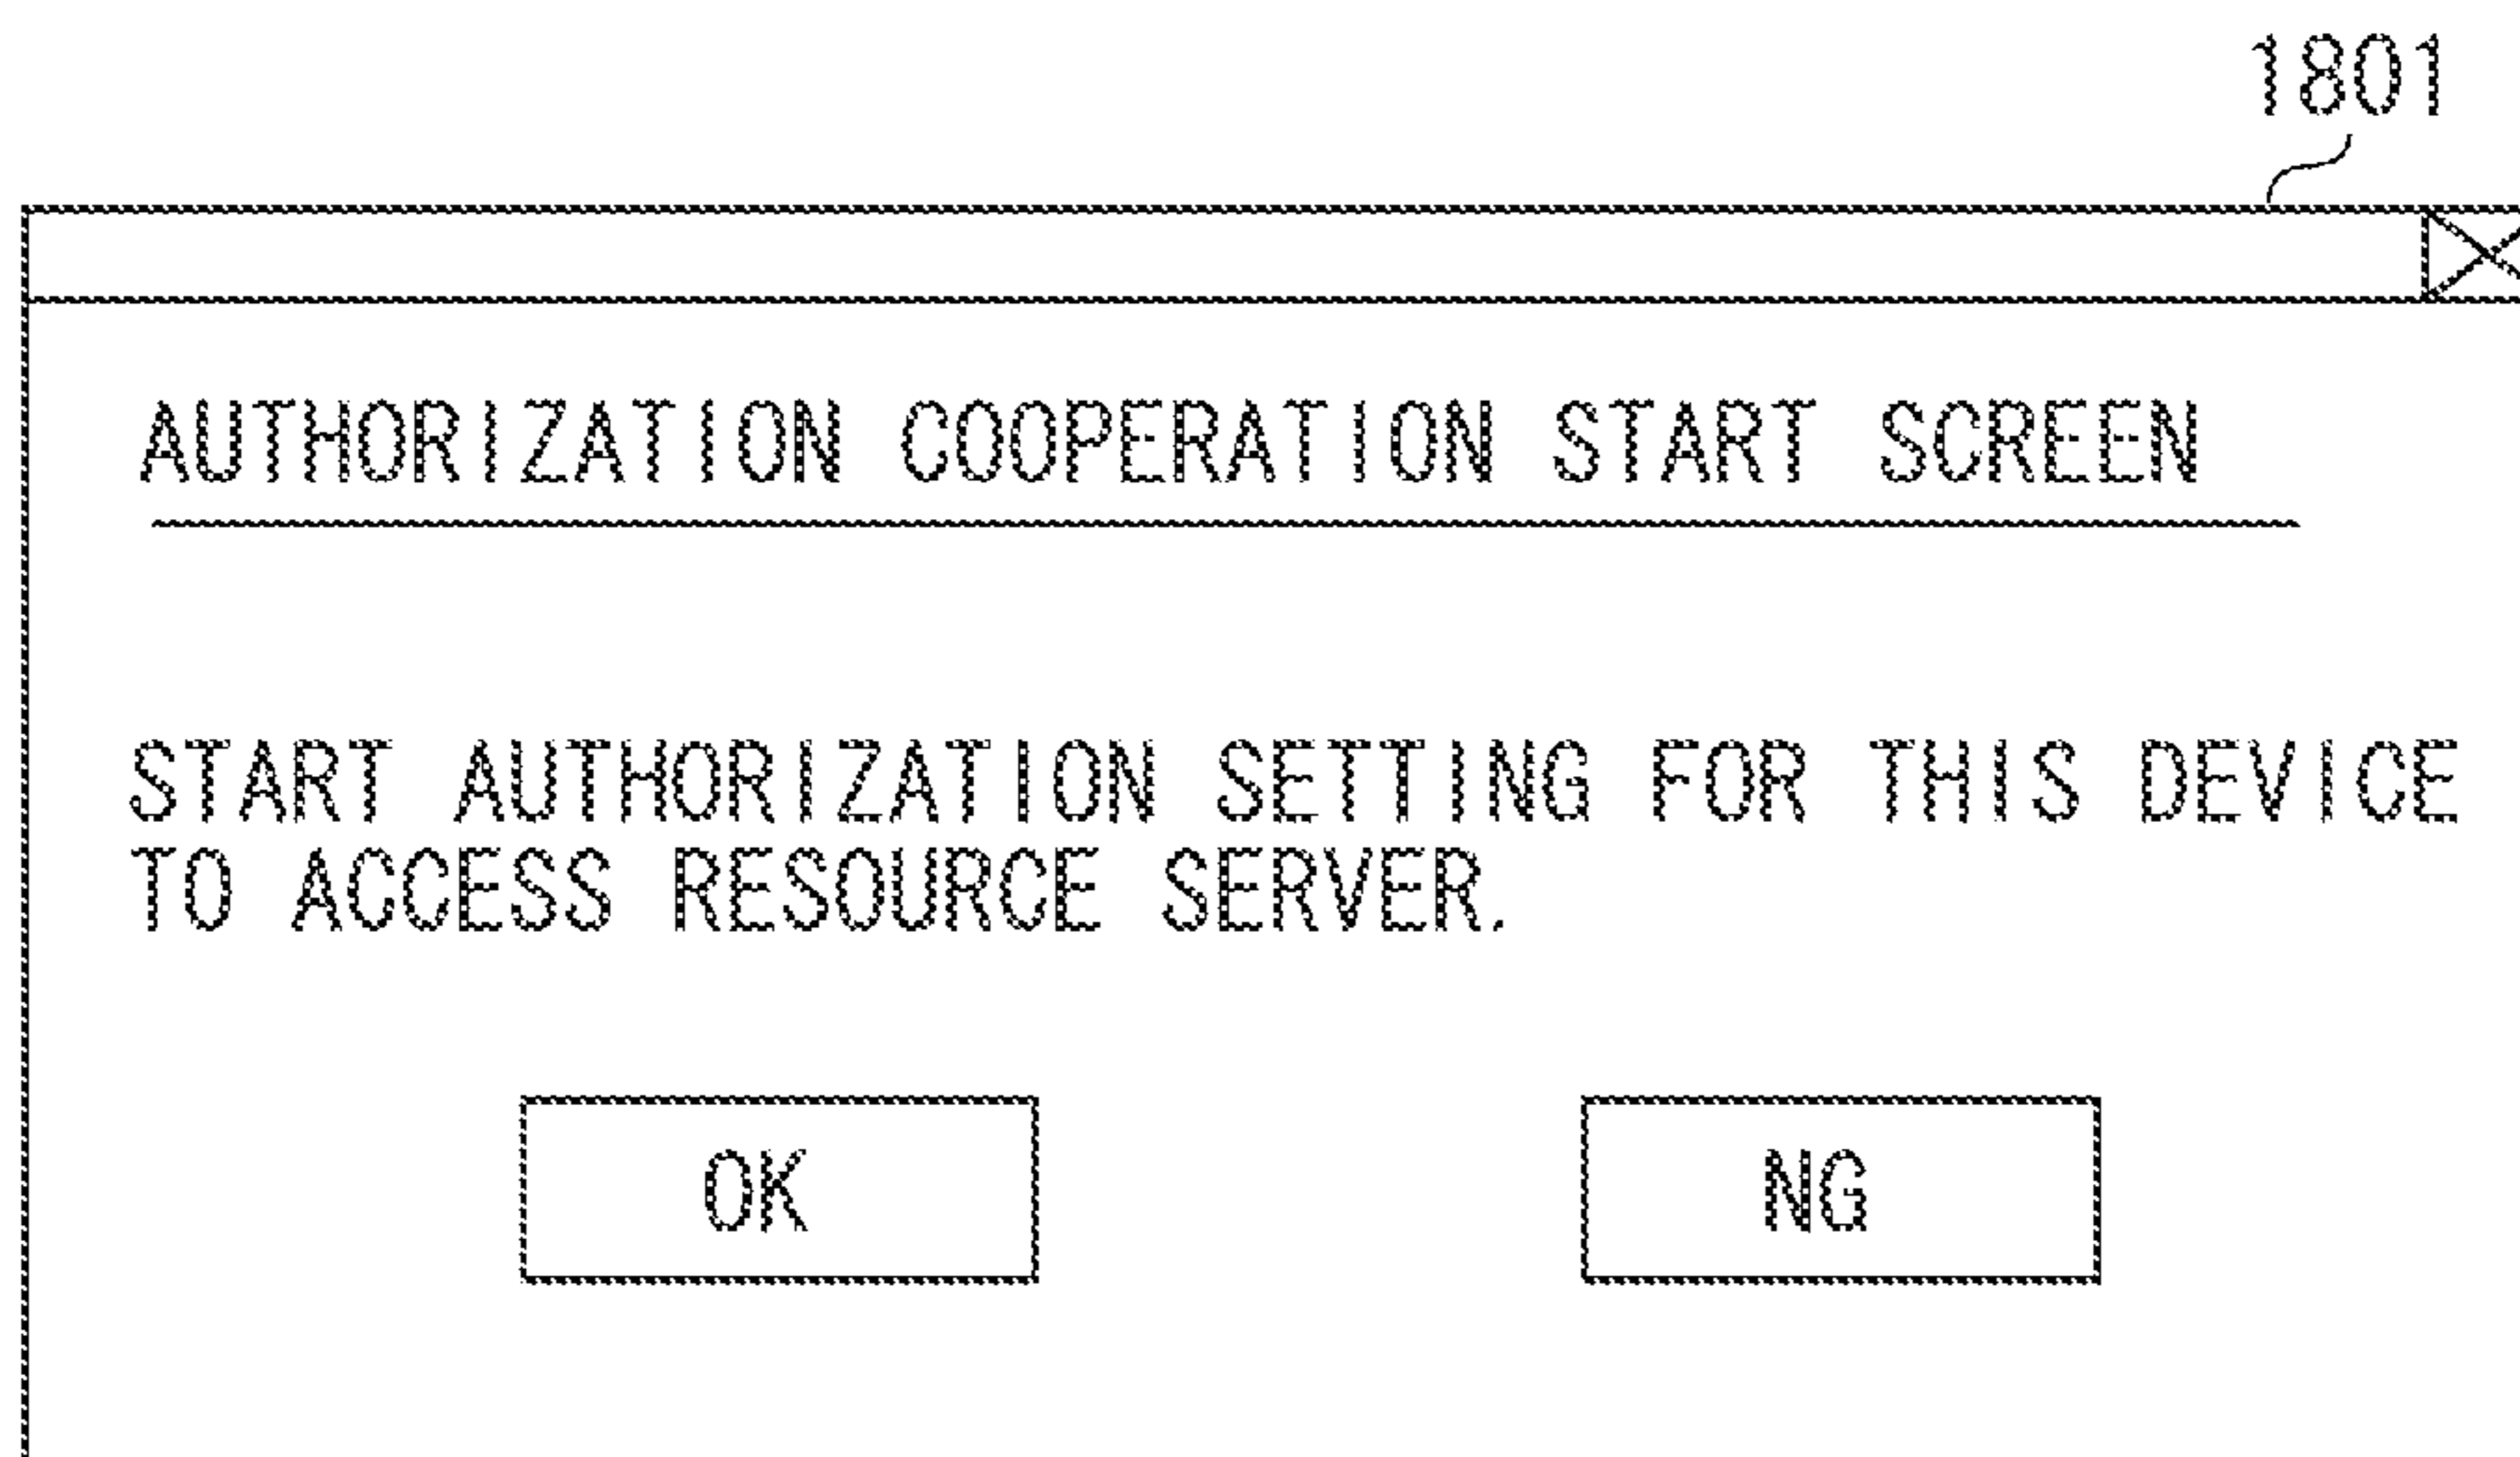 1801
AUTHORIZATION COOPERATION START SCREEN
START AUTHORIZATION SETTING FOR THIS DEVICE
TO ACCESS RESOURCE SERVER.
OK NG